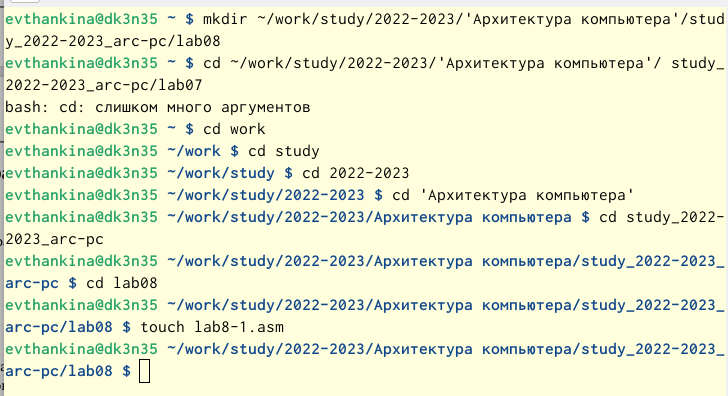 evthankina@dk3n35 ~ $ mkdir ~/work/study/2022-2023/'Архитектура компьютера'/stud
y_2022-2023_arc-pc/lab08
evthankina@dk3n35 ~ $ cd ~/work/study/2022-2023/'Архитектура компьютера'/ study_
2022-2023_arc-pc/lab07
bash: cd: слишком много аргументов
evthankina@dk3n35 ~ $ cd work
evthankina@dk3n35 ~/work $ cd study
evthankina@dk3n35 ~/work/study $ cd 2022-2023
evthankina@dk3n35 ~/work/study/2022-2023 $ cd 'Архитектура компьютера'
evthankina@dk3n35 ~/work/study/2022-2023/Архитектура компьютера $ cd study_2022-
2023_arc-pc
evthankina@dk3n35 ~/work/study/2022-2023/Архитектура компьютера/study_2022-2023_
arc-pc $ cd lab08
evthankina@dk3n35 ~/work/study/2022-2023/Архитектура компьютера/study_2022-2023_
arc-pc/lab08 $ touch lab8-1.asm
evthankina@dk3n35 ~/work/study/2022-2023/Архитектура компьютера/study_2022-2023_
arc-pc/lab08 $